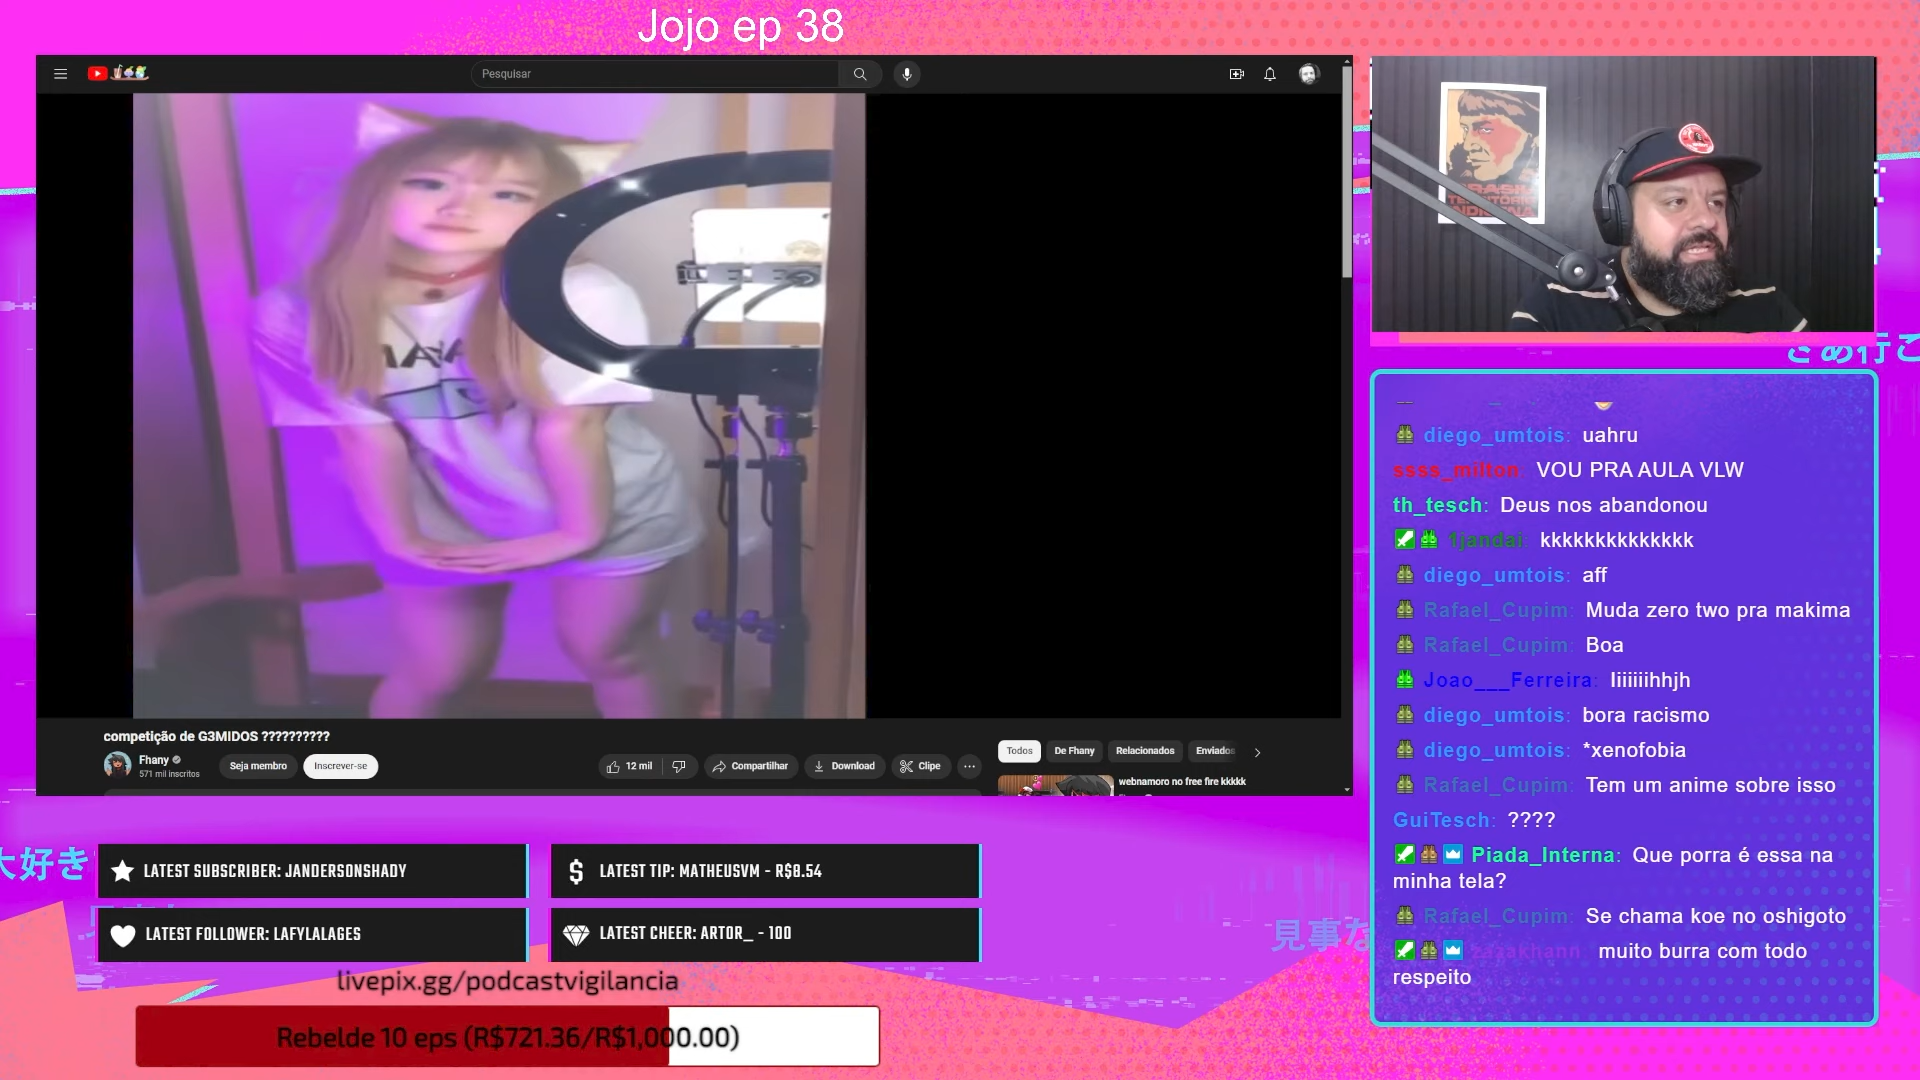 Jojo ep 38
Pesquisar
BRASIL
TERRITÓRIO
INDÍGENA
competição de G3MIDOS ??????????
Fhany
571 mil inscritos
Seja membro
Inscrever-se
12 mil
Compartilhar
Download
Clipe
Todos
De Fhany
Relacionados
Enviados
webnamoro no free fire kkkkk
diego_umtois: uahru
ssss_milton: VOU PRA AULA VLW
th_tesch: Deus nos abandonou
1jandai: kkkkkkkkkkkkkk
diego_umtois: aff
Rafael_Cupim: Muda zero two pra makima
Rafael_Cupim: Boa
Joao___Ferreira: Iiiiiiihhjh
diego_umtois: bora racismo
diego_umtois: *xenofobia
Rafael_Cupim: Tem um anime sobre isso
GuiTesch: ????
Piada_Interna: Que porra é essa na
minha tela?
Rafael_Cupim: Se chama koe no oshigoto
zazakhann: muito burra com todo
respeito
大好き
見事な
LATEST SUBSCRIBER: JANDERSONSHADY
LATEST TIP: MATHEUSVM - R$8.54
LATEST FOLLOWER: LAFYLALAGES
LATEST CHEER: ARTOR_ - 100
livepix.gg/podcastvigilancia
Rebelde 10 eps (R$721.36/R$1,000.00)